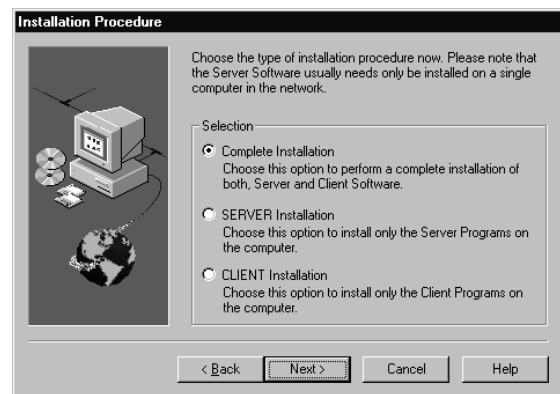 Installation Procedure
Choose the type of installation procedure now. Please note that
the Server Software usually needs only be installed on a single
computer in the network.
Selection
Complete Installation
Choose this option to perform a complete installation of
both, Server and Client Software.
SERVER Installation
Choose this option to install only the Server Programs on
the computer.
CLIENT Installation
Choose this option to install only the Client Programs on
the computer.
< Back
Next >
Cancel
Help